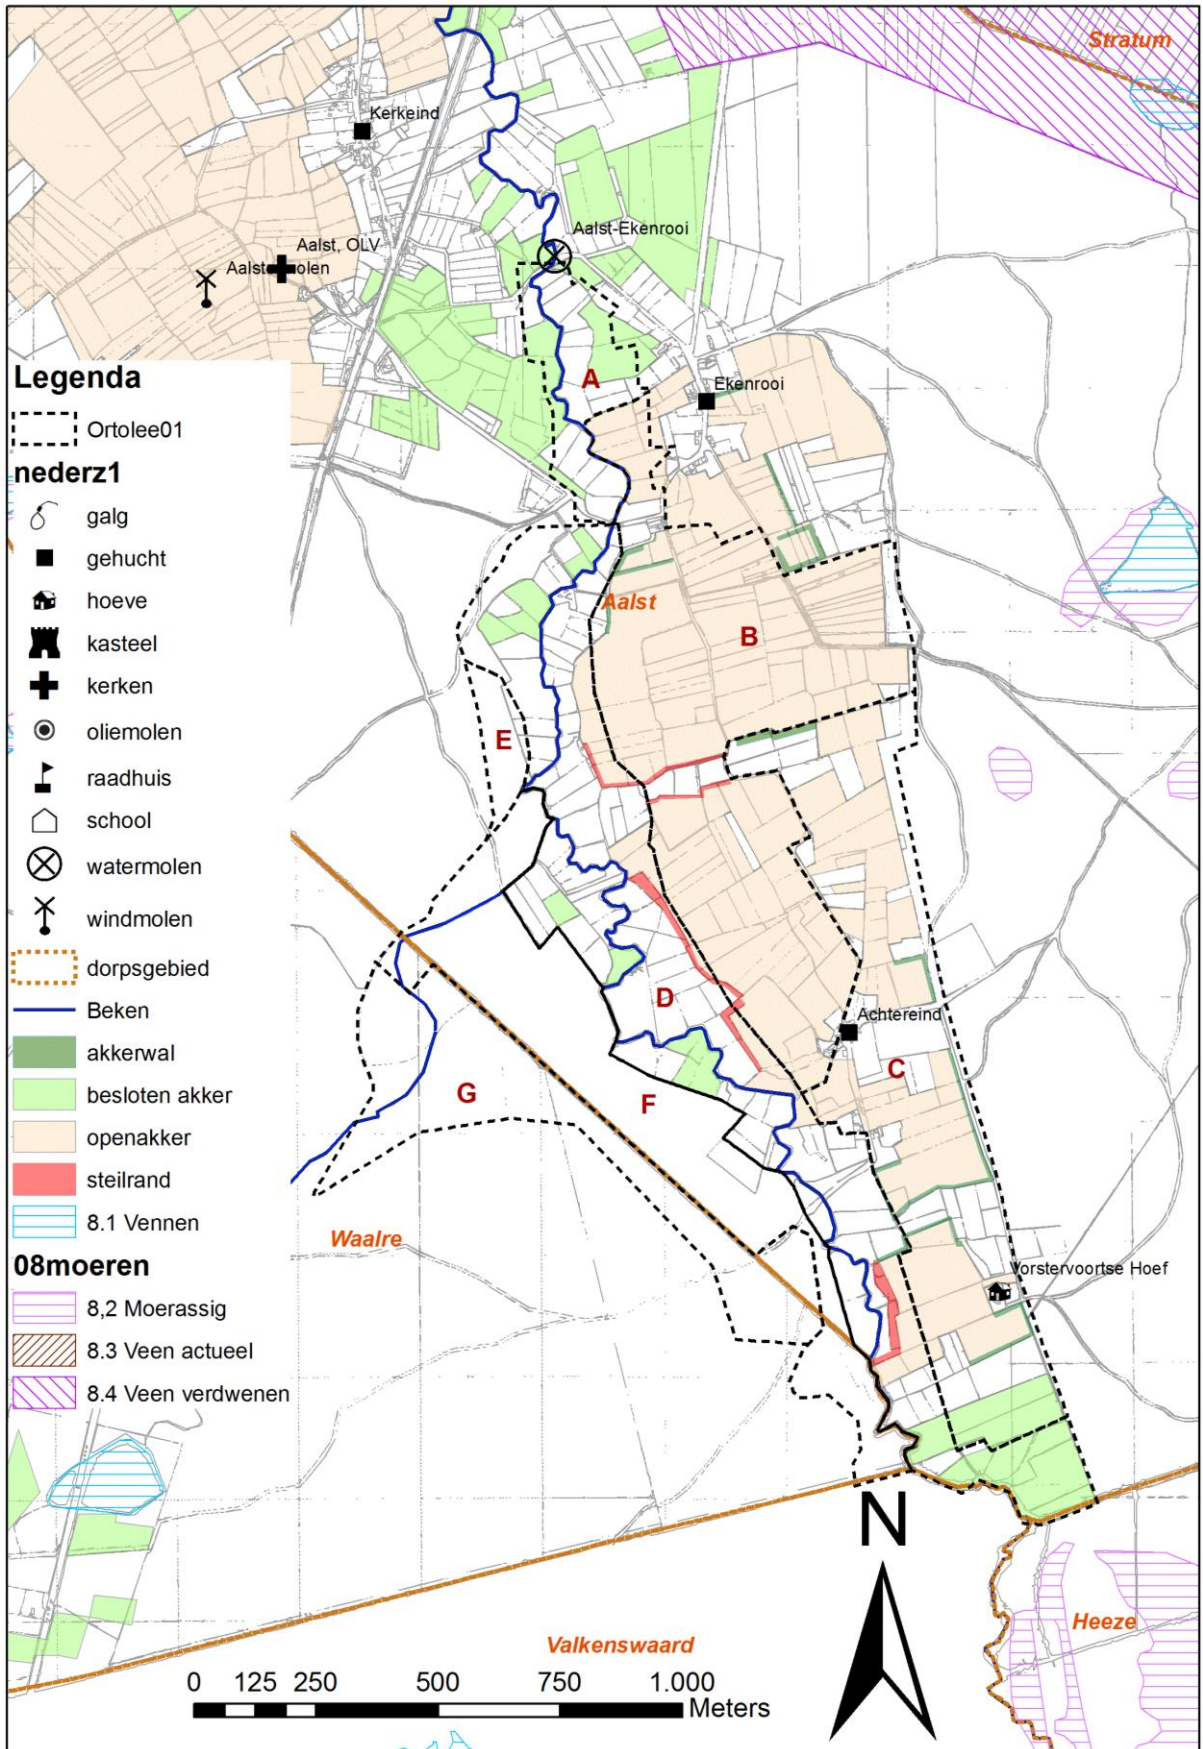 Stratum
Kerkeind
Aalst-Ekenrooi
Aalst, OLV
Aalst olen
Legenda
Ortolee01
nederz1
galg
gehucht
hoeve
kasteel
kerken
oliemolen
raadhuis
school
watermolen
windmolen
dorpsgebied
Beken
akkerwal
besloten akker
openakker
steilrand
8.1 Vennen
08moeren
8,2 Moerassig
8.3 Veen actueel
8.4 Veen verdwenen
A
Ekenrooi
Aalst
B
E
D
Achtereind
C
G
F
Waalre
Vorstervoortse Hoef
N
Heeze
Valkenswaard
0 125 250 500 750 1.000
Meters